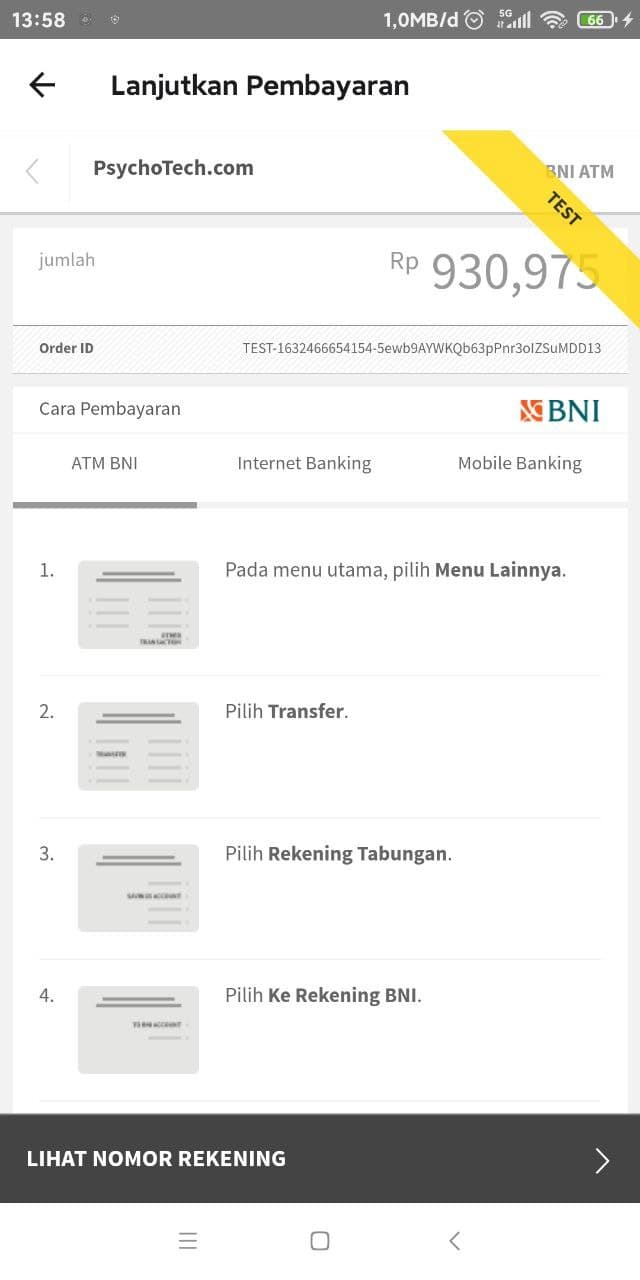 13:58
1,0MB/d 5G 66
Lanjutkan Pembayaran
PsychoTech.com
BNI ATM
TEST
jumlah
Rp 930,975
Order ID
TEST-1632466654154-5ewb9AYWKQb63pPnr3oIZSuMDD13
Cara Pembayaran
BNI
ATM BNI
Internet Banking
Mobile Banking
1.
Pada menu utama, pilih Menu Lainnya.
OTHER
TRANSACTION
2.
Pilih Transfer.
TRANSFER
3.
Pilih Rekening Tabungan.
SAVINGS ACCOUNT
4.
Pilih Ke Rekening BNI.
TO BNI ACCOUNT
LIHAT NOMOR REKENING